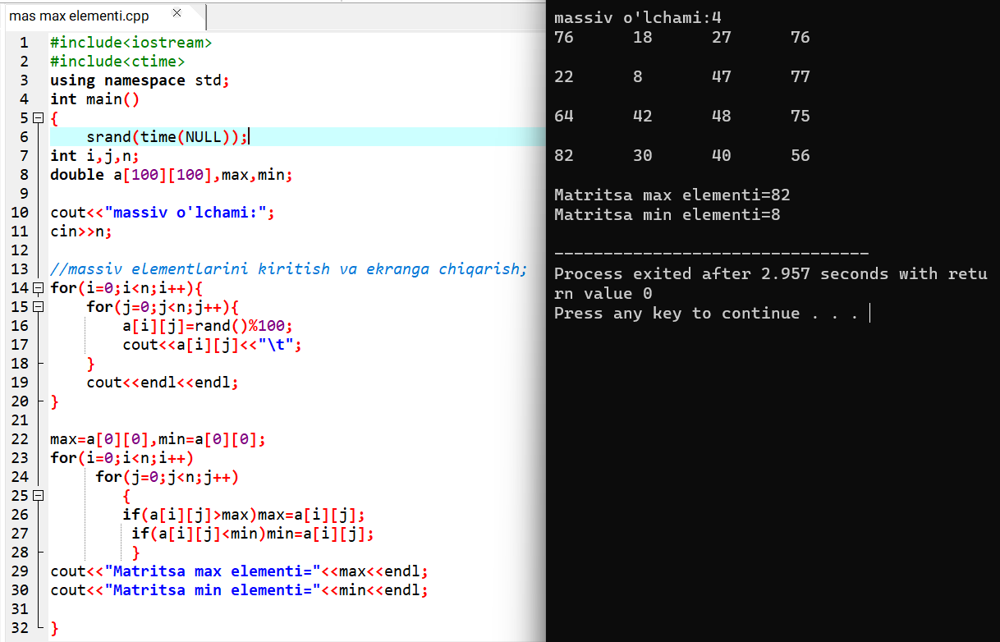 mas max elementi.cpp
1 #include<iostream>
2 #include<ctime>
3 using namespace std;
4 int main()
5 {
6 srand(time(NULL));
7 int i,j,n;
8 double a[100][100],max,min;
9
10 cout<<"massiv o'lchami:";
11 cin>>n;
12
13 //massiv elementlarini kiritish va ekranga chiqarish;
14 for(i=0;i<n;i++){
15 for(j=0;j<n;j++){
16 a[i][j]=rand()%100;
17 cout<<a[i][j]<<"\t";
18 }
19 cout<<endl<<endl;
20 }
21
22 max=a[0][0],min=a[0][0];
23 for(i=0;i<n;i++)
24 for(j=0;j<n;j++)
25 {
26 if(a[i][j]>max)max=a[i][j];
27 if(a[i][j]<min)min=a[i][j];
28 }
29 cout<<"Matritsa max elementi="<<max<<endl;
30 cout<<"Matritsa min elementi="<<min<<endl;
31
32 }
massiv o'lchami:4
76 18 27 76
22 8 47 77
64 42 48 75
82 30 40 56
Matritsa max elementi=82
Matritsa min elementi=8
--------------------------------
Process exited after 2.957 seconds with retu
rn value 0
Press any key to continue . . .